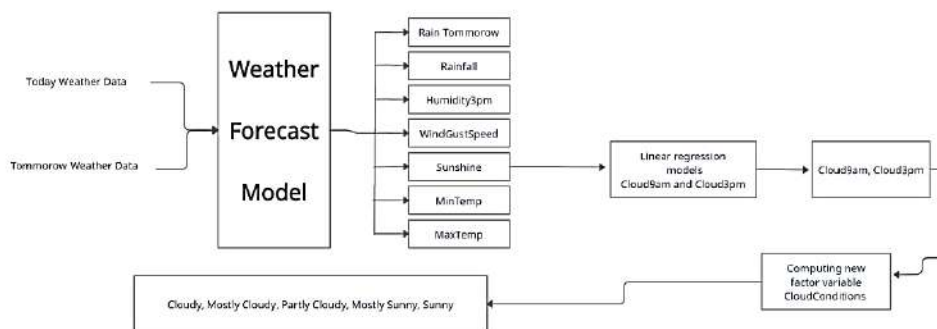 Today Weather Data
Tommorow Weather Data
Weather
Forecast
Model
Rain Tommorow
Rainfall
Humidity3pm
WindGustSpeed
Sunshine
MinTemp
MaxTemp
Linear regression
models
Cloud9am and Cloud3pm
Cloud9am, Cloud3pm
Computing new
factor variable
CloudConditions
Cloudy, Mostly Cloudy, Partly Cloudy, Mostly Sunny, Sunny